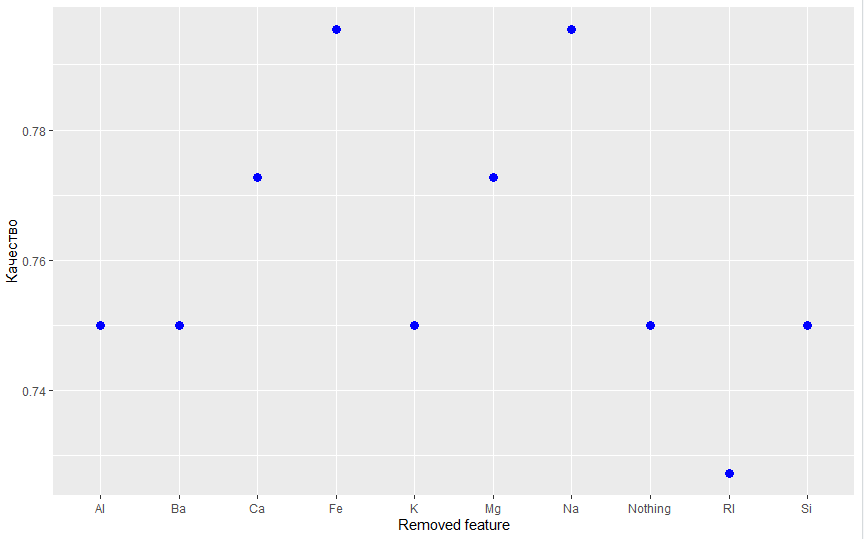 Качество
0.78
0.76
0.74
Al Ba Ca Fe K Mg Na Nothing RI Si
Removed feature